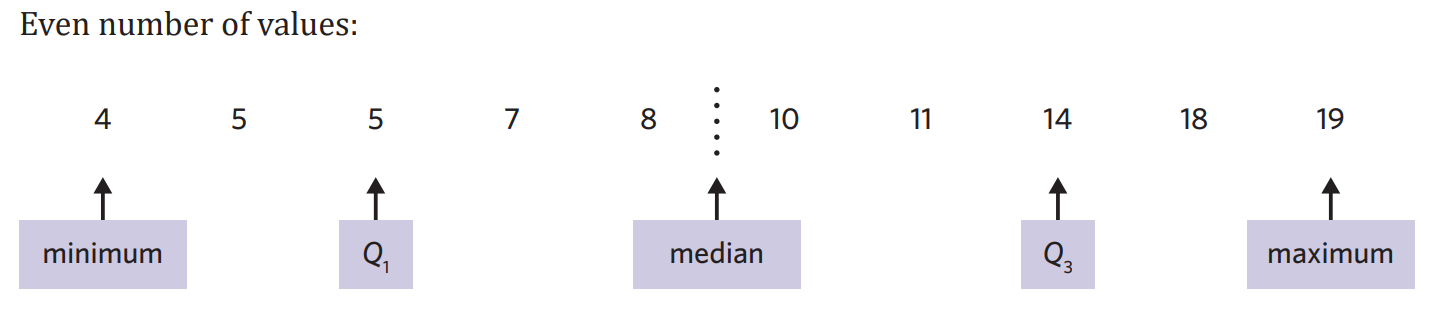 Even number of values:
4 5 5 7 8 10 11 14 18 19
minimum Q₁ median Q₃ maximum